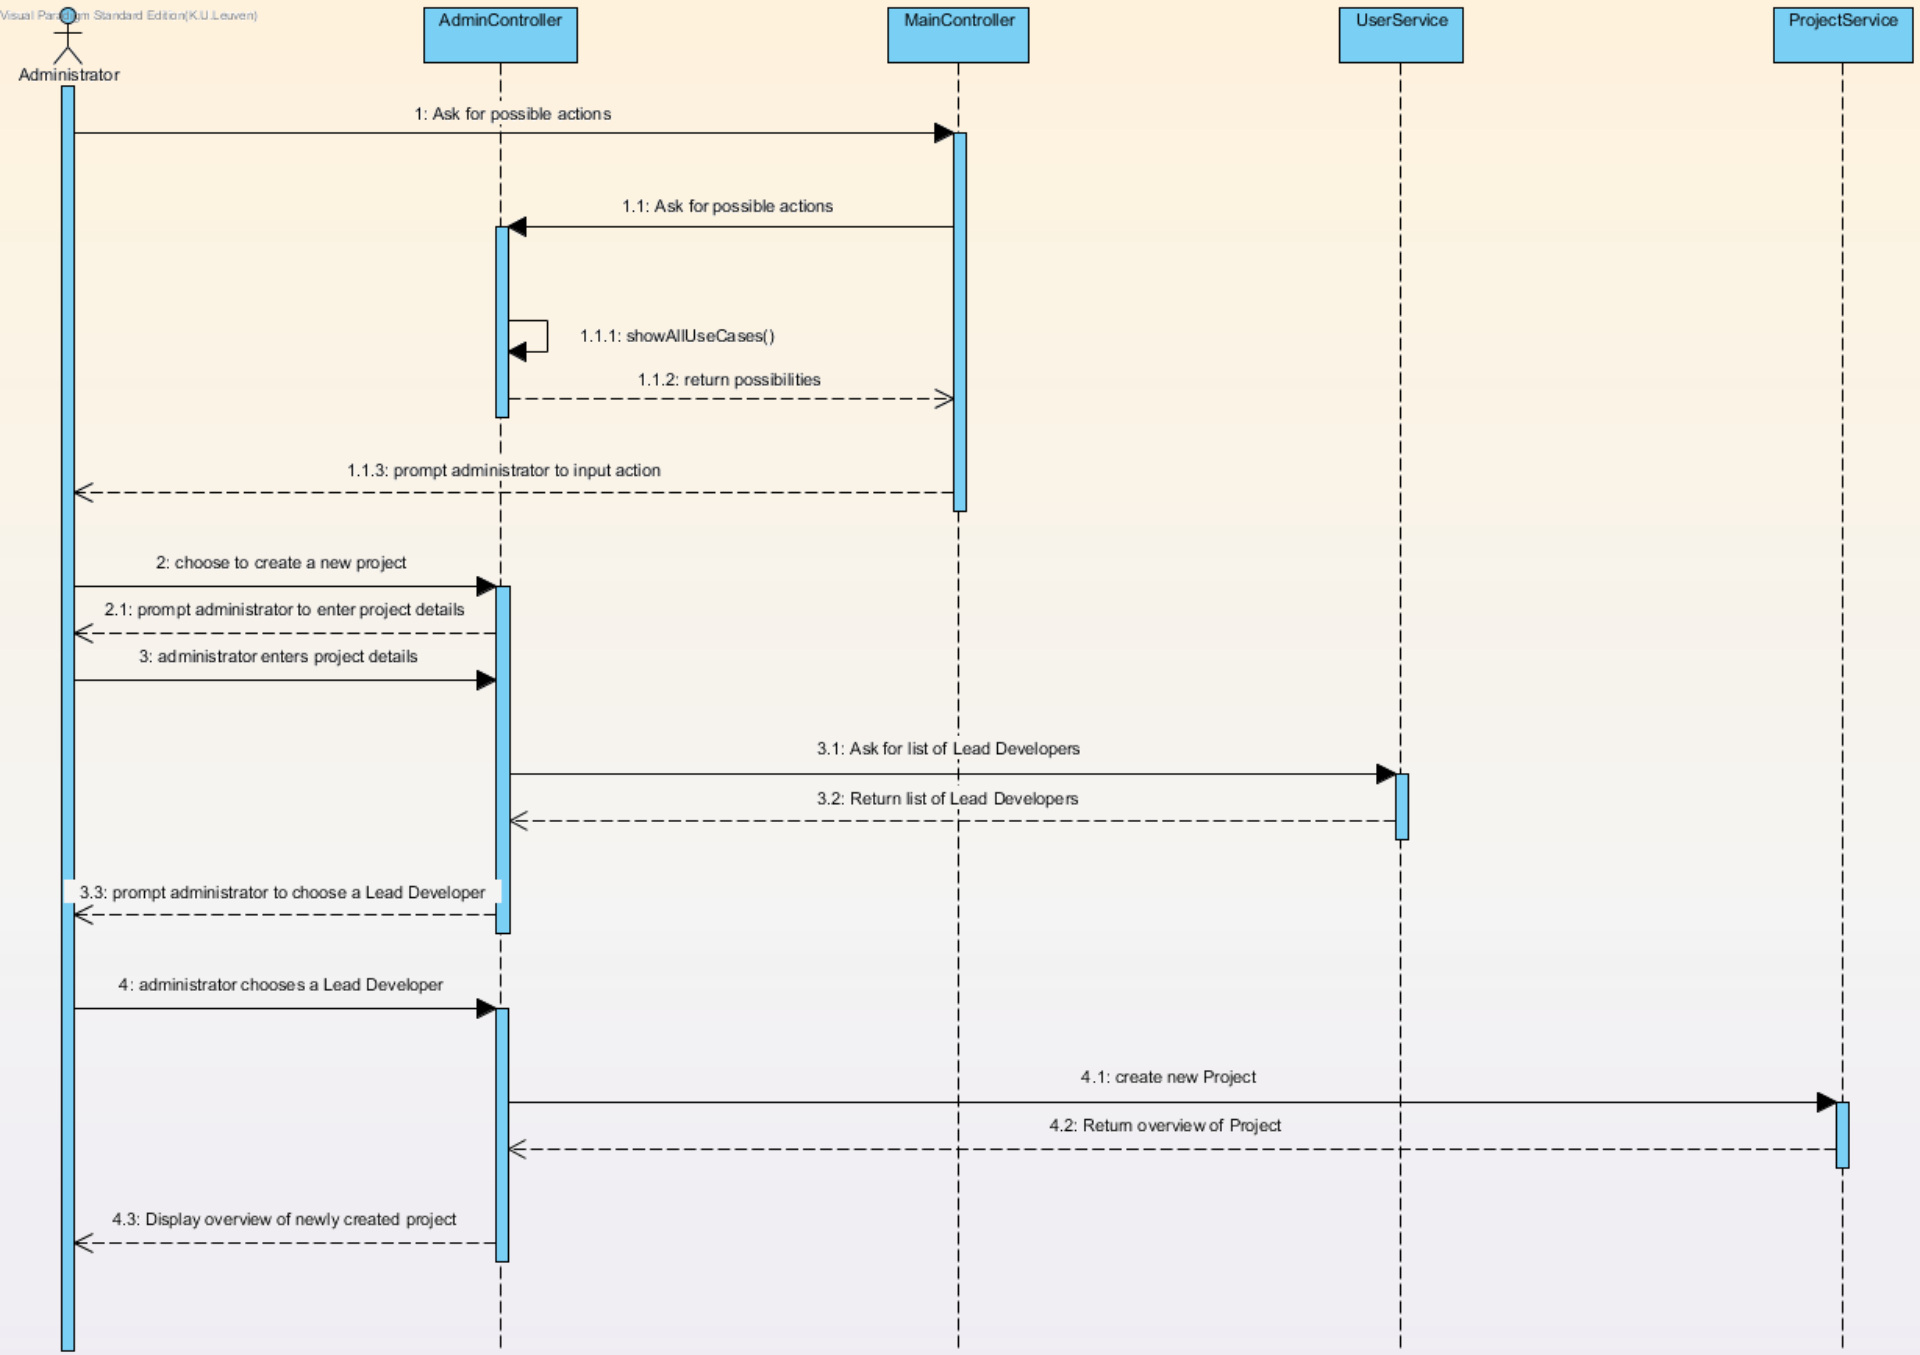 Visual Paradigm Standard Edition(K.U.Leuven)
AdminController
MainController
UserService
ProjectService
Administrator
1: Ask for possible actions
1.1: Ask for possible actions
1.1.1: showAllUseCases()
1.1.2: return possibilities
1.1.3: prompt administrator to input action
2: choose to create a new project
2.1: prompt administrator to enter project details
3: administrator enters project details
3.1: Ask for list of Lead Developers
3.2: Return list of Lead Developers
3.3: prompt administrator to choose a Lead Developer
4: administrator chooses a Lead Developer
4.1: create new Project
4.2: Return overview of Project
4.3: Display overview of newly created project